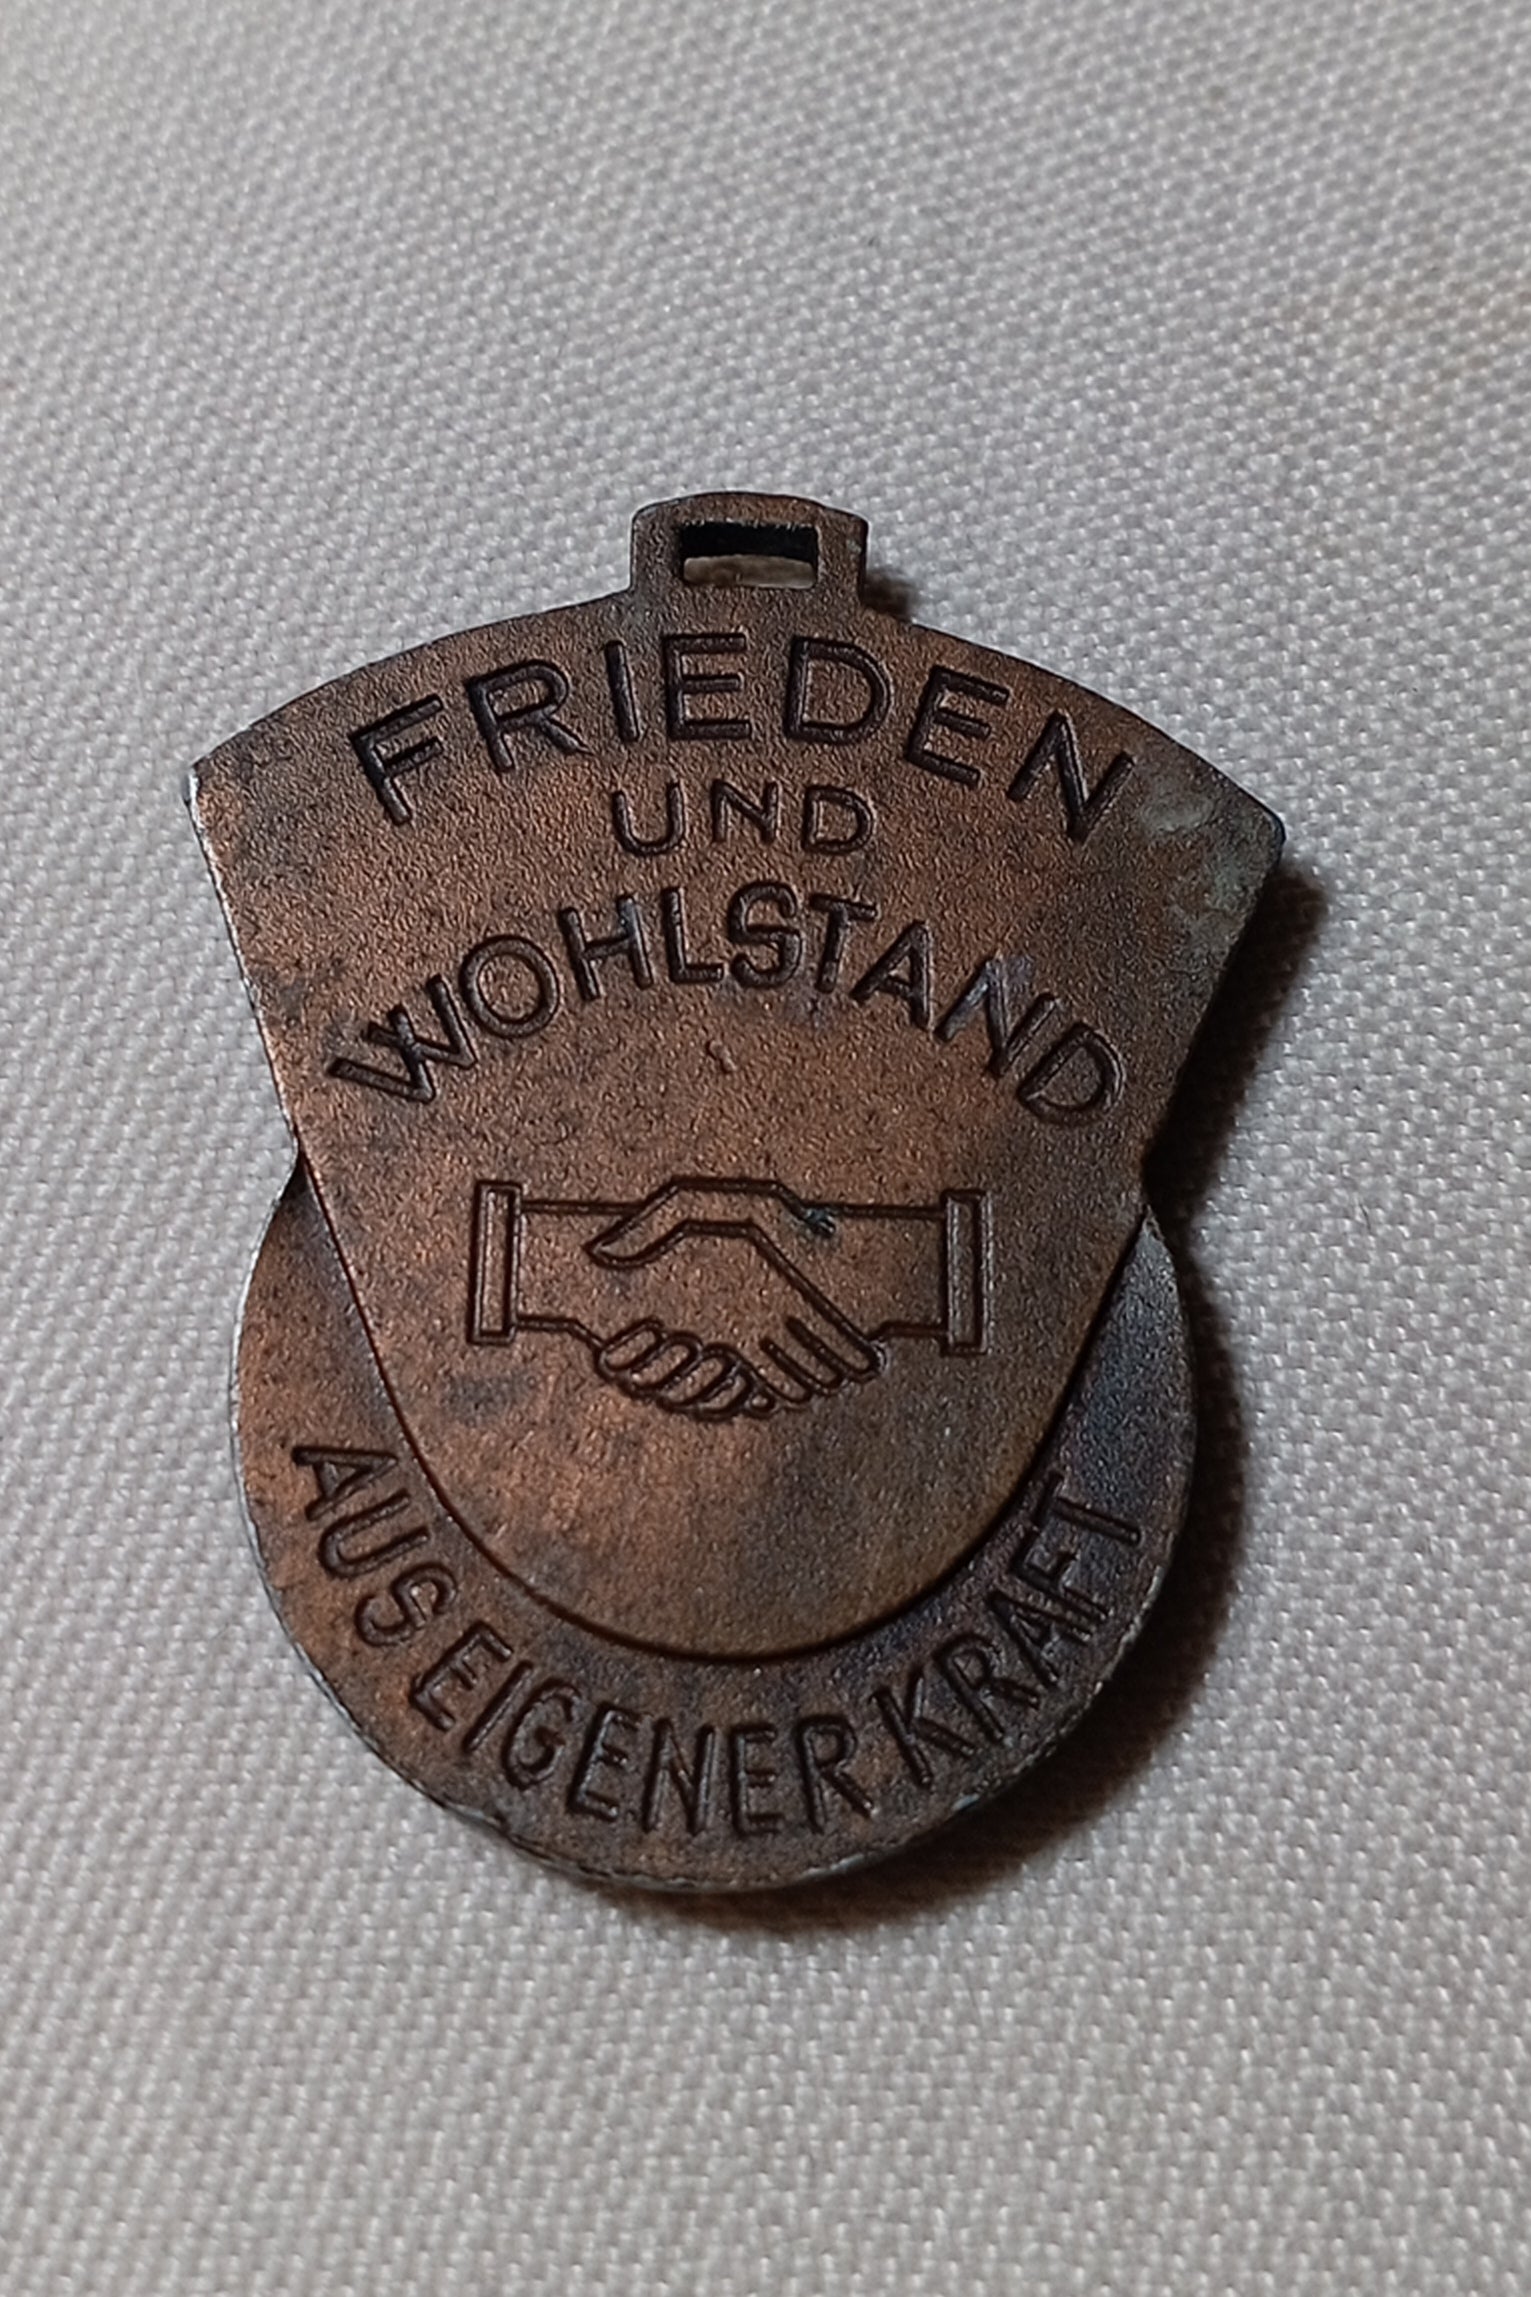 FRIEDEN
UND
WOHLSTAND
AUS EIGENER KRAFT